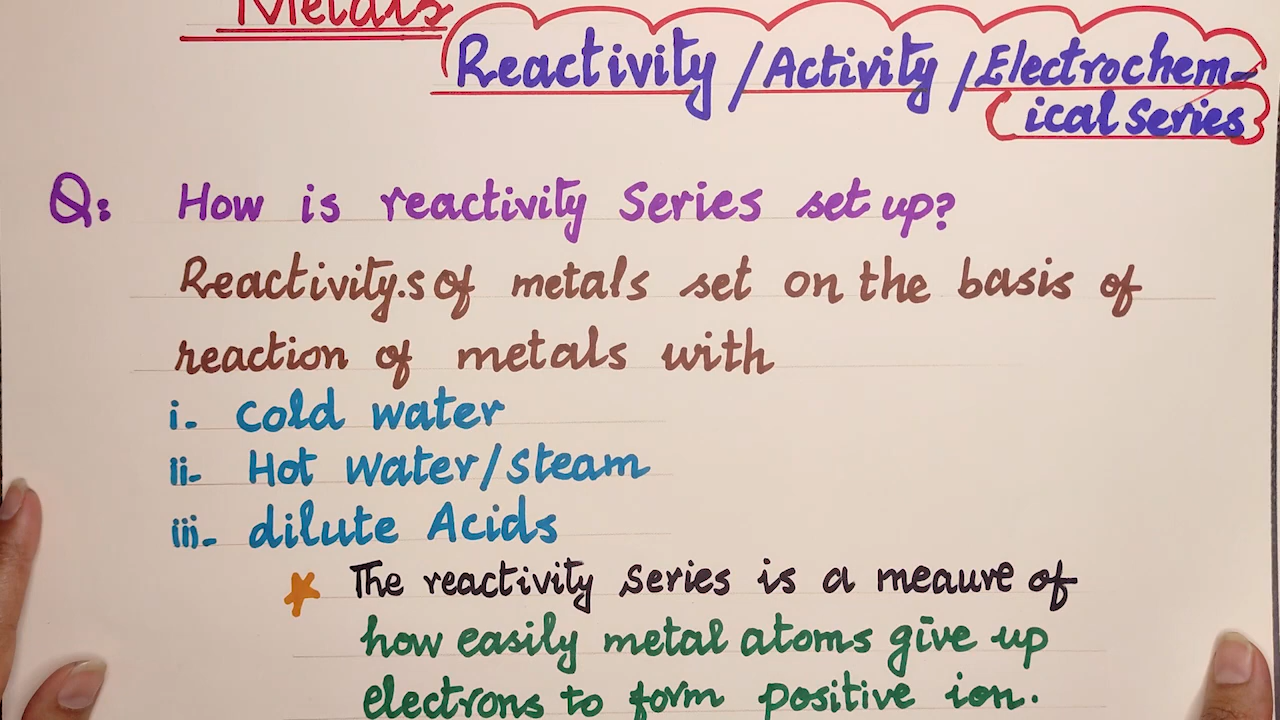 Metals
Reactivity / Activity / Electrochem-
ical Series
Q: How is reactivity Series set up?
Reactivity.s of metals set on the basis of
reaction of metals with
i. cold water
ii- Hot water/steam
iii- dilute Acids
The reactivity series is a meaure of
how easily metal atoms give up
electrons to form positive ion.